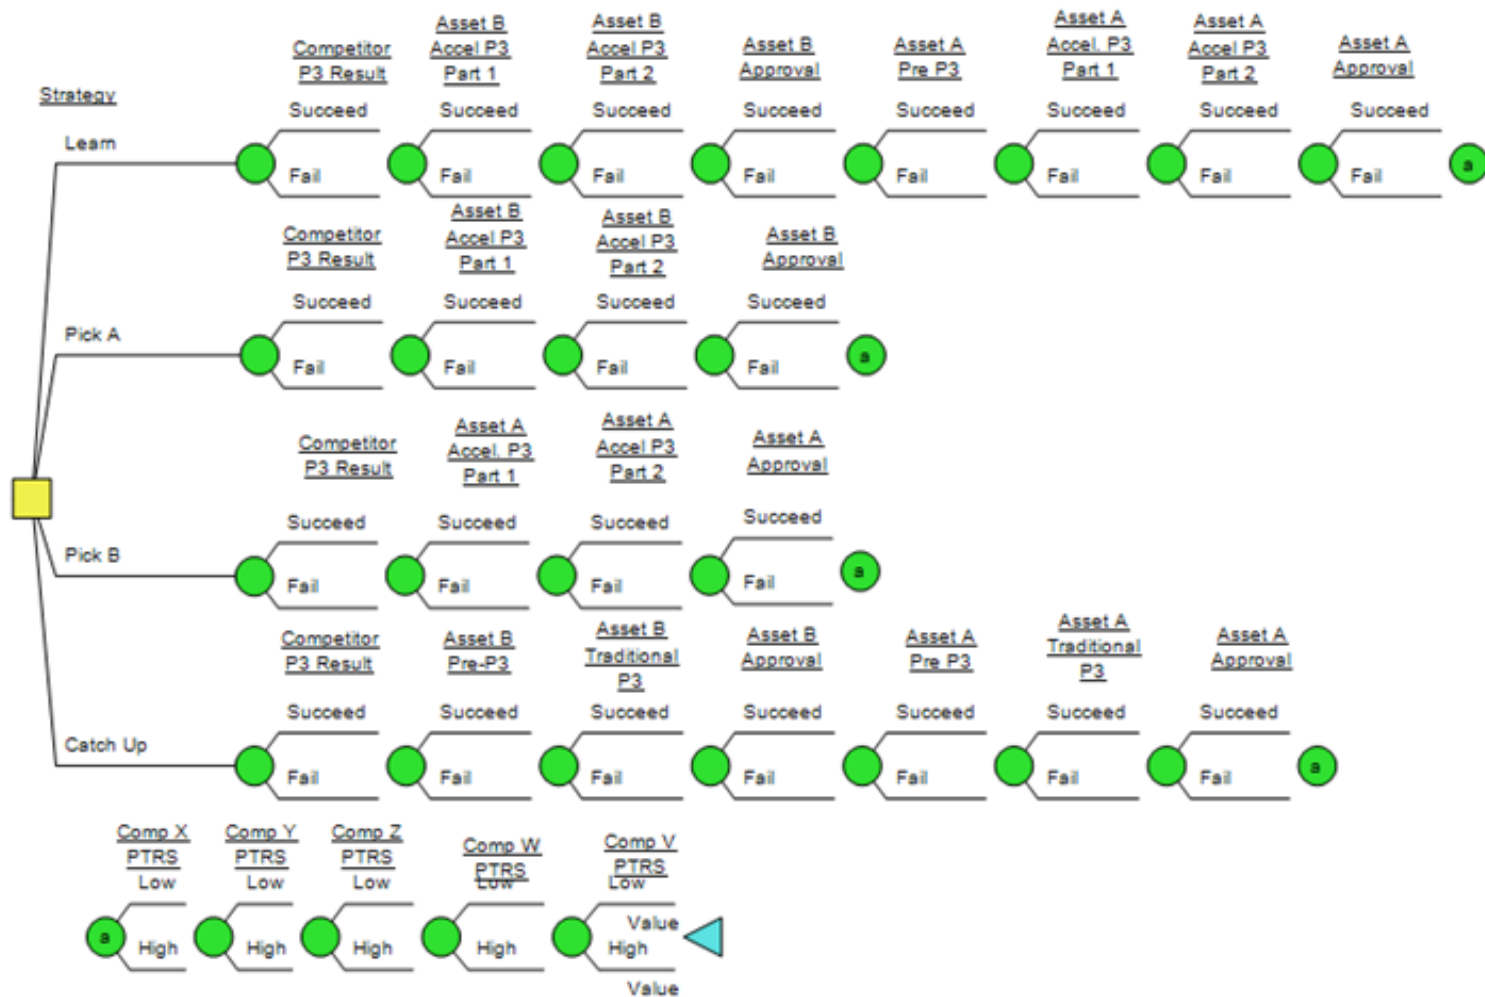 Strategy
Competitor
P3 Result
Asset B
Accel P3
Part 1
Asset B
Accel P3
Part 2
Asset B
Approval
Asset A
Pre P3
Asset A
Accel. P3
Part 1
Asset A
Accel P3
Part 2
Asset A
Approval
Learn
Succeed Succeed Succeed Succeed Succeed Succeed Succeed Succeed
Fail Fail Fail Fail Fail Fail Fail Fail a
Competitor
P3 Result
Asset B
Accel P3
Part 1
Asset B
Accel P3
Part 2
Asset B
Approval
Pick A
Succeed Succeed Succeed Succeed
Fail Fail Fail Fail a
Competitor
P3 Result
Asset A
Accel. P3
Part 1
Asset A
Accel P3
Part 2
Asset A
Approval
Pick B
Succeed Succeed Succeed Succeed
Fail Fail Fail Fail a
Competitor
P3 Result
Asset B
Pre-P3
Asset B
Traditional
P3
Asset B
Approval
Asset A
Pre P3
Asset A
Traditional
P3
Asset A
Approval
Catch Up
Succeed Succeed Succeed Succeed Succeed Succeed Succeed
Fail Fail Fail Fail Fail Fail Fail a
Comp X
PTRS
Comp Y
PTRS
Comp Z
PTRS
Comp W
PTRS
Comp V
PTRS
Low Low Low Low Low
Value
a High High High High High
Value